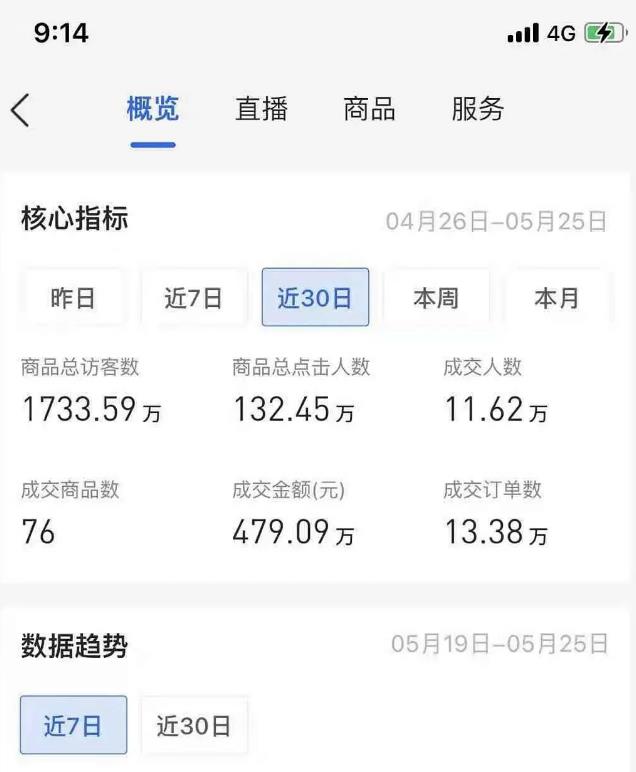 9:14 4G
概览 直播 商品 服务
核心指标 04月26日-05月25日
昨日 近7日 近30日 本周 本月
商品总访客数 商品总点击人数 成交人数
1733.59万 132.45万 11.62万
成交商品数 成交金额(元) 成交订单数
76 479.09万 13.38万
数据趋势 05月19日-05月25日
近7日 近30日